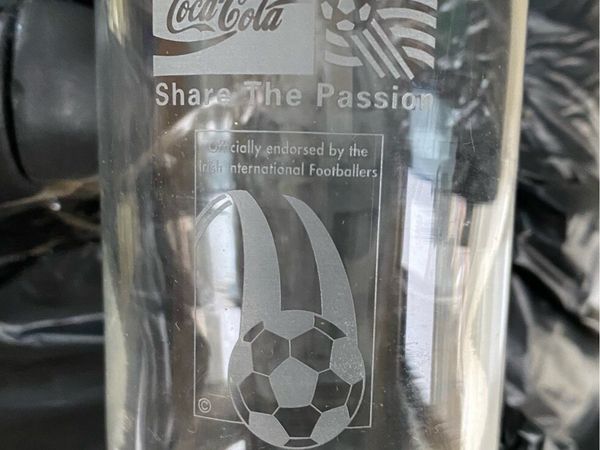 Coca-Cola
Share The Passion
Officially endorsed by the
Irish International Footballers
©